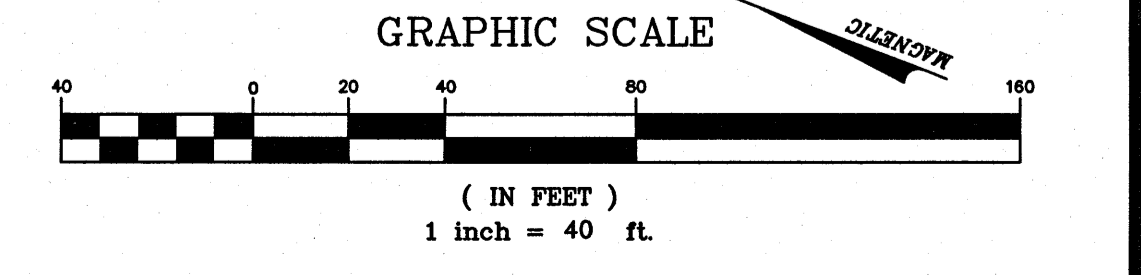 GRAPHIC SCALE
MAGNETIC
40 0 20 40 80 160
( IN FEET )
1 inch = 40 ft.